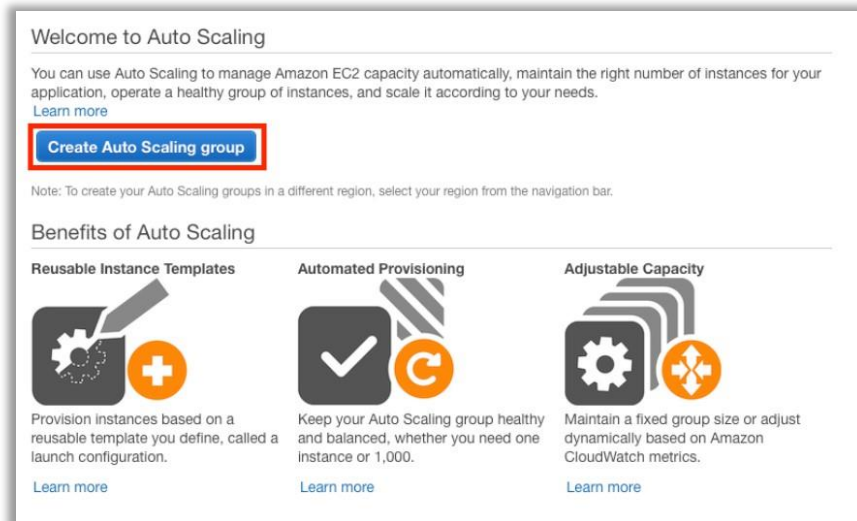 Welcome to Auto Scaling
You can use Auto Scaling to manage Amazon EC2 capacity automatically, maintain the right number of instances for your
application, operate a healthy group of instances, and scale it according to your needs.
Learn more
Create Auto Scaling group
Note: To create your Auto Scaling groups in a different region, select your region from the navigation bar.
Benefits of Auto Scaling
Reusable Instance Templates
Provision instances based on a
reusable template you define, called a
launch configuration.
Learn more
Automated Provisioning
Keep your Auto Scaling group healthy
and balanced, whether you need one
instance or 1,000.
Learn more
Adjustable Capacity
Maintain a fixed group size or adjust
dynamically based on Amazon
CloudWatch metrics.
Learn more